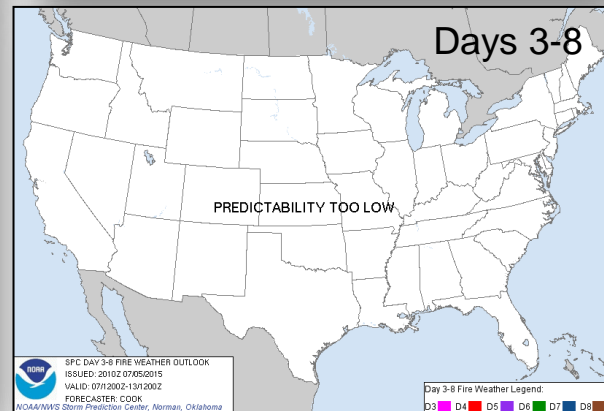 Days 3-8
PREDICTABILITY TOO LOW
NOAA
SPC DAY 3-8 FIRE WEATHER OUTLOOK
ISSUED: 2010Z 07/05/2015
VALID: 07/1200Z-13/1200Z
FORECASTER: COOK
NOAA/NWS Storm Prediction Center, Norman, Oklahoma
Day 3-8 Fire Weather Legend:
D3 D4 D5 D6 D7 D8